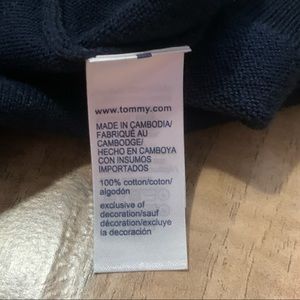 www.tommy.com
MADE IN CAMBODIA/
FABRIQUÉ AU
CAMBODGE/
HECHO EN CAMBOYA
CON INSUMOS
IMPORTADOS
100% cotton/coton/
algodón
exclusive of
decoration/sauf
décoration/excluye
la decoración